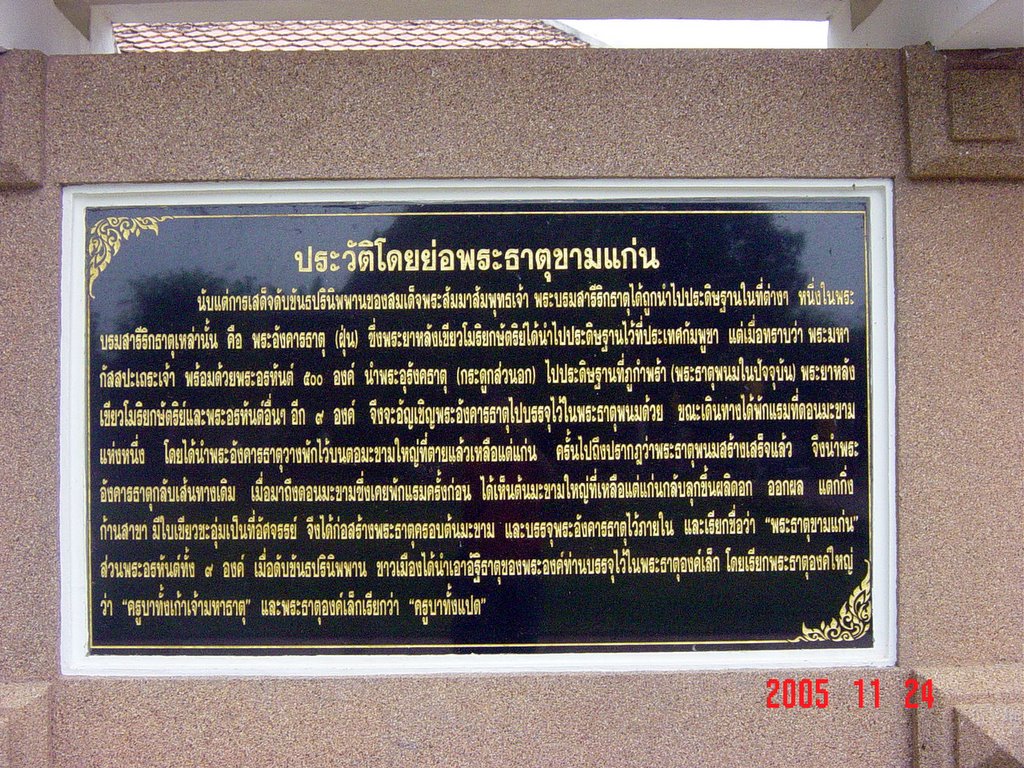 ประวัติโดยย่อพระธาตุขามแก่น
นับแต่การเสด็จดับขันธปรินิพพานของสมเด็จพระสัมมาสัมพุทธเจ้า พระบรมสารีริกธาตุได้ถูกนำไปประดิษฐานในที่ต่างๆ หนึ่งในพระ
บรมสารีริกธาตุเหล่านั้น คือ พระอังคารธาตุ (ฝุ่น) ซึ่งพระยาหลังเขียวโมริยกษัตริย์ได้นำไปประดิษฐานไว้ที่ประเทศกัมพูชา แต่เมื่อทราบว่า พระมหา
กัสสปะเถระเจ้า พร้อมด้วยพระอรหันต์ ๕๐๐ องค์ นำพระอุรังคธาตุ (กระดูกส่วนอก) ไปประดิษฐานที่ภูกำพร้า (พระธาตุพนมในปัจจุบัน) พระยาหลัง
เขียวโมริยกษัตริย์และพระอรหันต์อื่นๆ อีก ๙ องค์ จึงจะอัญเชิญพระอังคารธาตุไปบรรจุไว้ในพระธาตุพนมด้วย ขณะเดินทางได้พักแรมที่ดอนมะขาม
แห่งหนึ่ง โดยได้นำพระอังคารธาตุวางพักไว้บนตอมะขามใหญ่ที่ตายแล้วเหลือแต่แก่น ครั้นไปถึงปรากฎว่าพระธาตุพนมสร้างเสร็จแล้ว จึงนำพระ
อังคารธาตุกลับเส้นทางเดิม เมื่อมาถึงดอนมะขามซึ่งเคยพักแรมครั้งก่อน ได้เห็นต้นมะขามใหญ่ที่เหลือแต่แก่นกลับลุกขึ้นผลิดอก ออกผล แตกกิ่ง
ก้านสาขา มีใบเขียวชะอุ่มเป็นที่อัศจรรย์ จึงได้ก่อสร้างพระธาตุครอบต้นมะขาม และบรรจุพระอังคารธาตุไว้ภายใน และเรียกชื่อว่า “พระธาตุขามแก่น”
ส่วนพระอรหันต์ทั้ง ๙ องค์ เมื่อดับขันธปรินิพพาน ชาวเมืองได้นำเอาอัฐิธาตุของพระองค์ท่านบรรจุไว้ในพระธาตุองค์เล็ก โดยเรียกพระธาตุองค์ใหญ่
ว่า “ครูบาทั้งเก้าเจ้ามหาธาตุ” และพระธาตุองค์เล็กเรียกว่า “ครูบาทั้งแปด”
2005 11 24